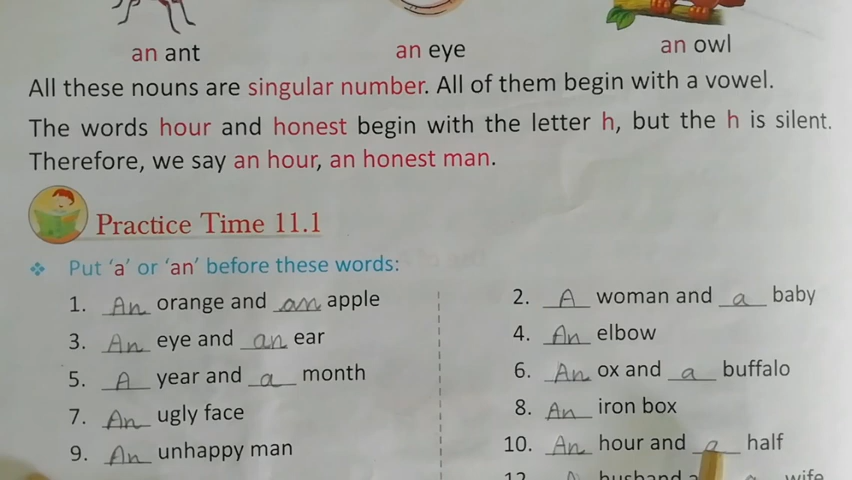 an ant
an eye
an owl
All these nouns are singular number. All of them begin with a vowel.
The words hour and honest begin with the letter h, but the h is silent.
Therefore, we say an hour, an honest man.
Practice Time 11.1
❖ Put 'a' or 'an' before these words:
1. An orange and an apple
2. A woman and a baby
3. An eye and an ear
4. An elbow
5. A year and a month
6. An ox and a buffalo
7. An ugly face
8. An iron box
9. An unhappy man
10. An hour and a half
12. A husband a wife